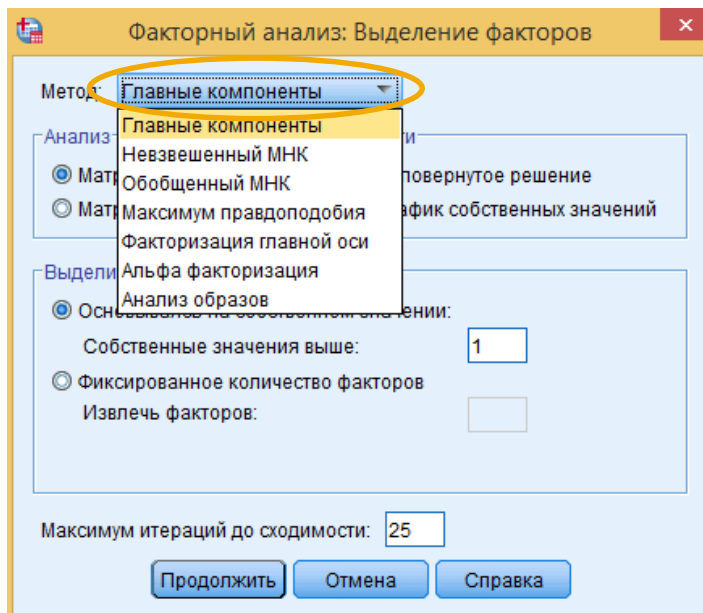 Факторный анализ: Выделение факторов
Метод: Главные компоненты
Главные компоненты
Анализ
Невзвешенный МНК
Обобщенный МНК
повернутое решение
Максимум правдоподобия
собственных значений
Факторизация главной оси
Альфа факторизация
Анализ образов
Собственные значения выше: 1
Фиксированное количество факторов
Извлечь факторов:
Максимум итераций до сходимости: 25
Продолжить Отмена Справка